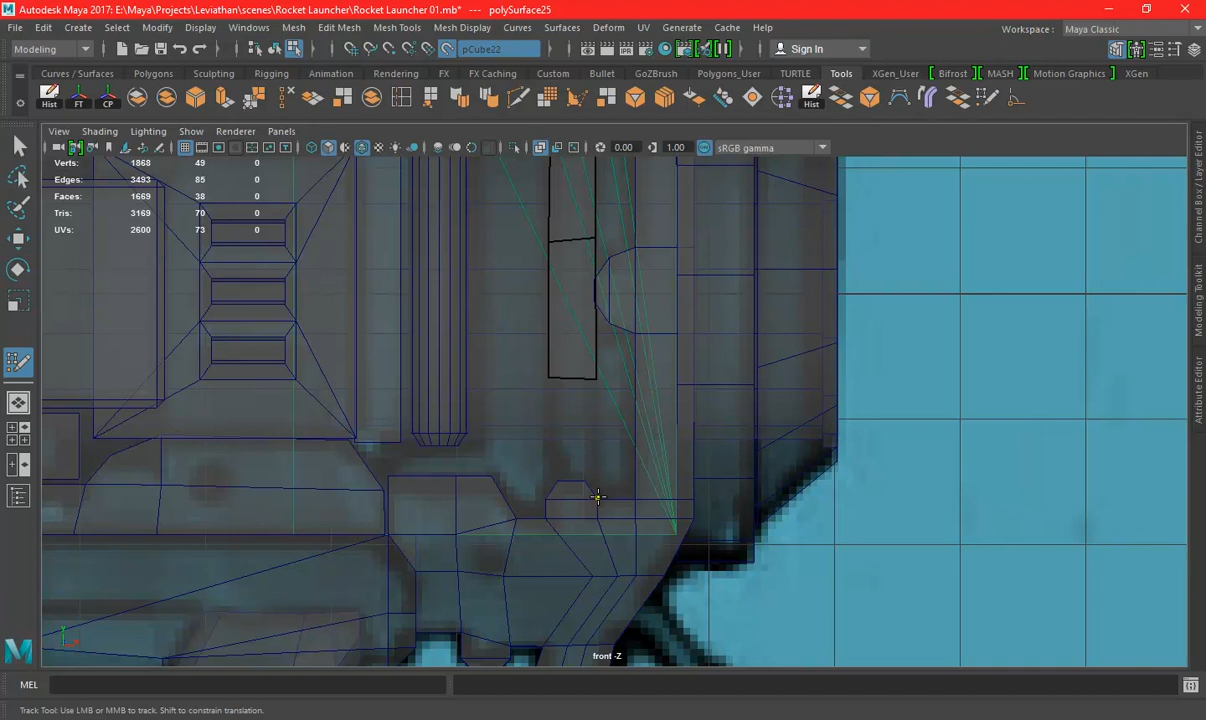 Autodesk Maya 2017: E:\Maya\Projects\Leviathan\scenes\Rocket Launcher\Rocket Launcher 01.mb* --- polySurface25
File Edit Create Select Modify Display Windows Mesh Edit Mesh Mesh Tools Mesh Display Curves Surfaces Deform UV Generate Cache Help Workspace : Maya Classic
Modeling pCube22 Sign In
Curves / Surfaces Polygons Sculpting Rigging Animation Rendering FX FX Caching Custom Bullet GoZBrush Polygons_User TURTLE Tools XGen_User Bifrost MASH Motion Graphics XGen
Hist FT CP Hist
View Shading Lighting Show Renderer Panels
0.00 1.00 sRGB gamma
Verts: 1868 49 0
Edges: 3493 85 0
Faces: 1669 38 0
Tris: 3169 70 0
UVs: 2600 73 0
Channel Box / Layer Editor
Modeling Toolkit
Attribute Editor
front -Z
MEL
Track Tool: Use LMB or MMB to track. Shift to constrain translation.